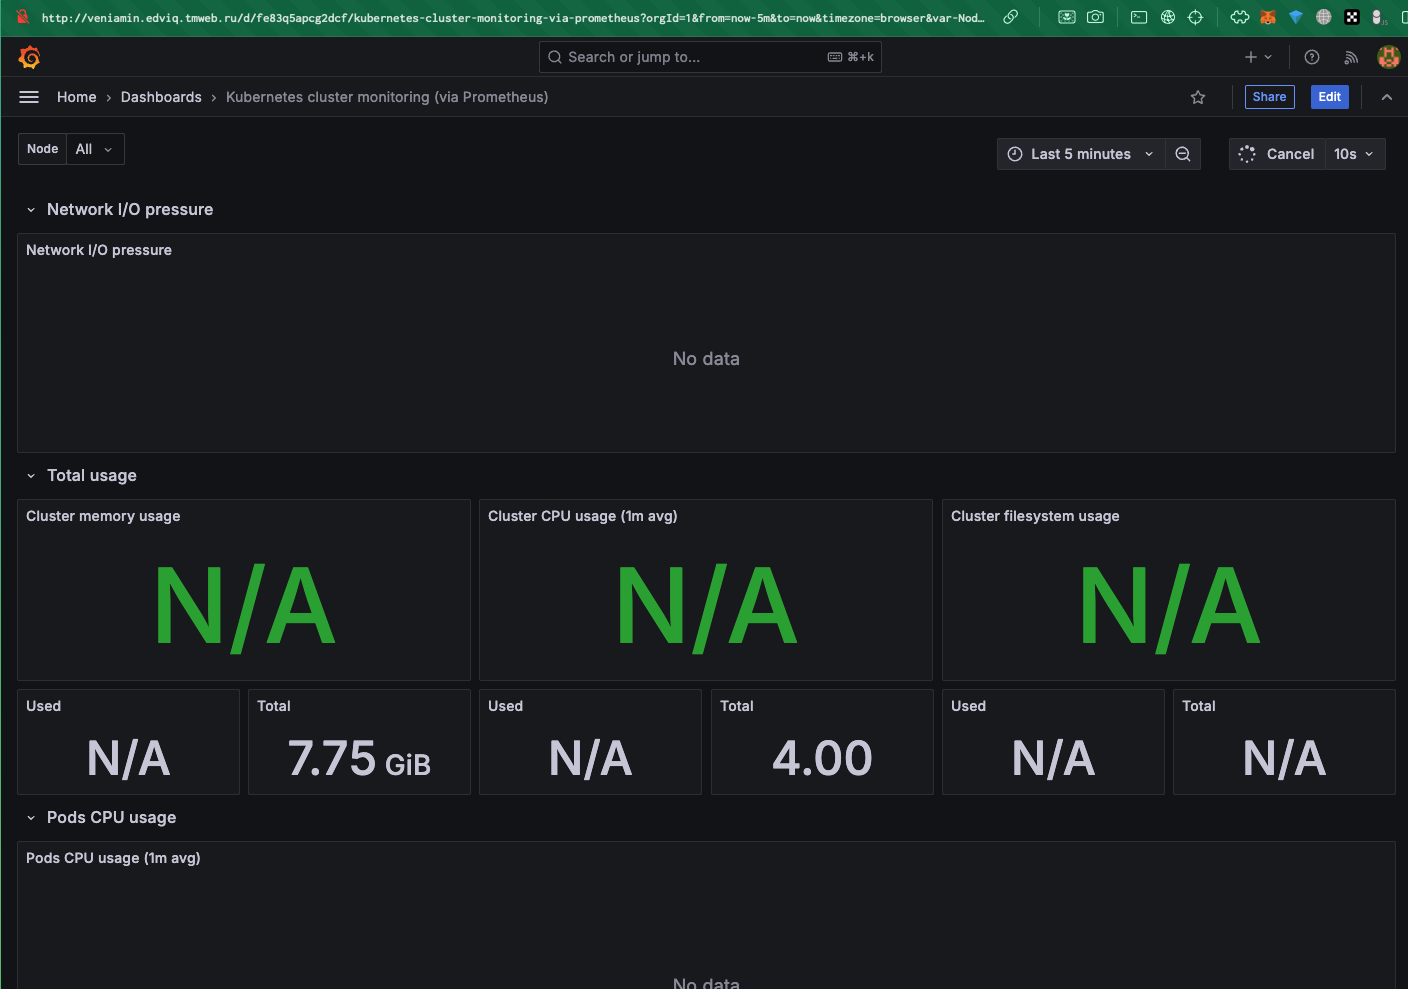 http://veniamin.edviq.tmweb.ru/d/fe83q5apcg2dcf/kubernetes-cluster-monitoring-via-prometheus?orgId=1&from=now-5m&to=now&timezone=browser&var-Nod…
Search or jump to... ⌘+k
Home › Dashboards › Kubernetes cluster monitoring (via Prometheus)
Share Edit
Node All
Last 5 minutes
Cancel 10s
Network I/O pressure
Network I/O pressure
No data
Total usage
Cluster memory usage
N/A
Cluster CPU usage (1m avg)
N/A
Cluster filesystem usage
N/A
Used
N/A
Total
7.75 GiB
Used
N/A
Total
4.00
Used
N/A
Total
N/A
Pods CPU usage
Pods CPU usage (1m avg)
No data